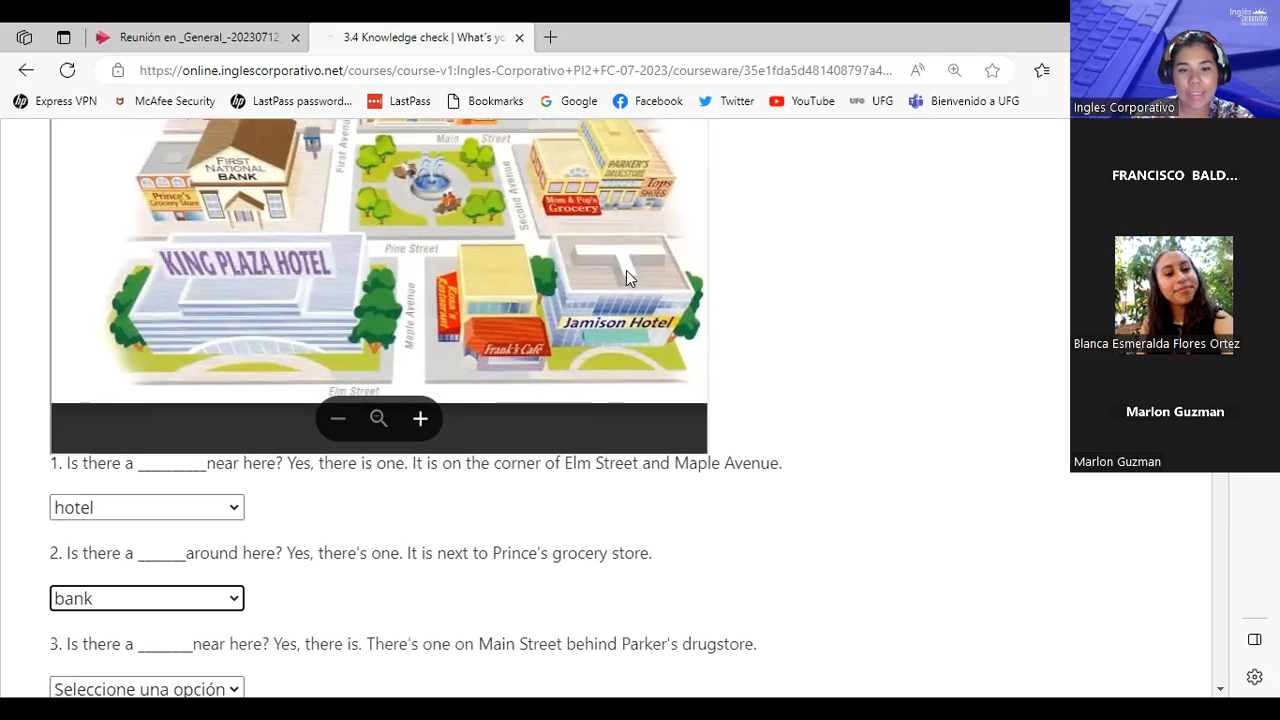 Reunión en _General_-20230712_
3.4 Knowledge check | What´s yo
https://online.inglescorporativo.net/courses/course-v1:Ingles-Corporativo+PI2+FC-07-2023/courseware/35e1fda5d481408797a4...
Express VPN McAfee Security LastPass password... LastPass Bookmarks Google Facebook Twitter YouTube UFG Bienvenido a UFG
Inglés
corporativo
Ingles Corporativo
FRANCISCO BALD...
Blanca Esmeralda Flores Ortez
Marlon Guzman
Marlon Guzman
Main Street
First Avenue
FIRST
NATIONAL
BANK
Prince's
Grocery Store
Second Avenue
PARKER'S
DRUGSTORE
Tops
SHOES
Mom & Pop's
Grocery
Pine Street
KING PLAZA HOTEL
Maple Avenue
Rosa's
Restaurant
Frank's Café
Jamison Hotel
Elm Street
1. Is there a __________near here? Yes, there is one. It is on the corner of Elm Street and Maple Avenue.
hotel
2. Is there a _______around here? Yes, there's one. It is next to Prince's grocery store.
bank
3. Is there a ________near here? Yes, there is. There's one on Main Street behind Parker's drugstore.
Seleccione una opción